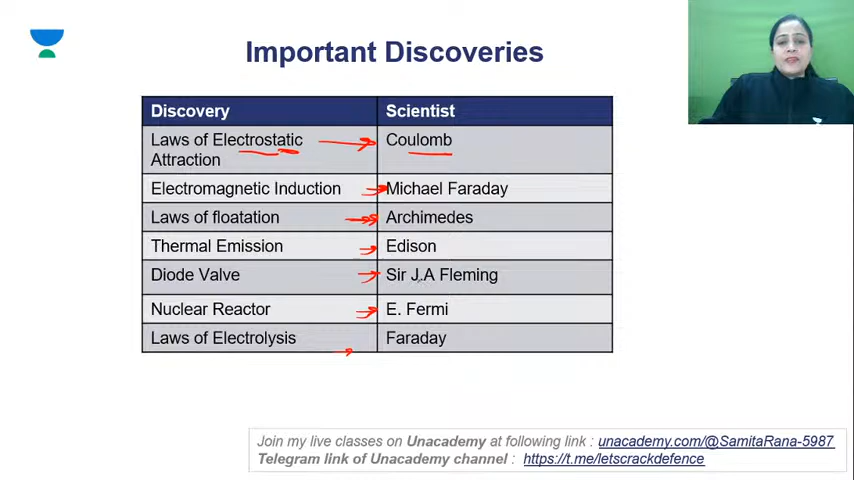 Important Discoveries
Discovery Scientist
Laws of Electrostatic Coulomb
Attraction
Electromagnetic Induction Michael Faraday
Laws of floatation Archimedes
Thermal Emission Edison
Diode Valve Sir J.A Fleming
Nuclear Reactor E. Fermi
Laws of Electrolysis Faraday
Join my live classes on Unacademy at following link : unacademy.com/@SamitaRana-5987
Telegram link of Unacademy channel : https://t.me/letscrackdefence